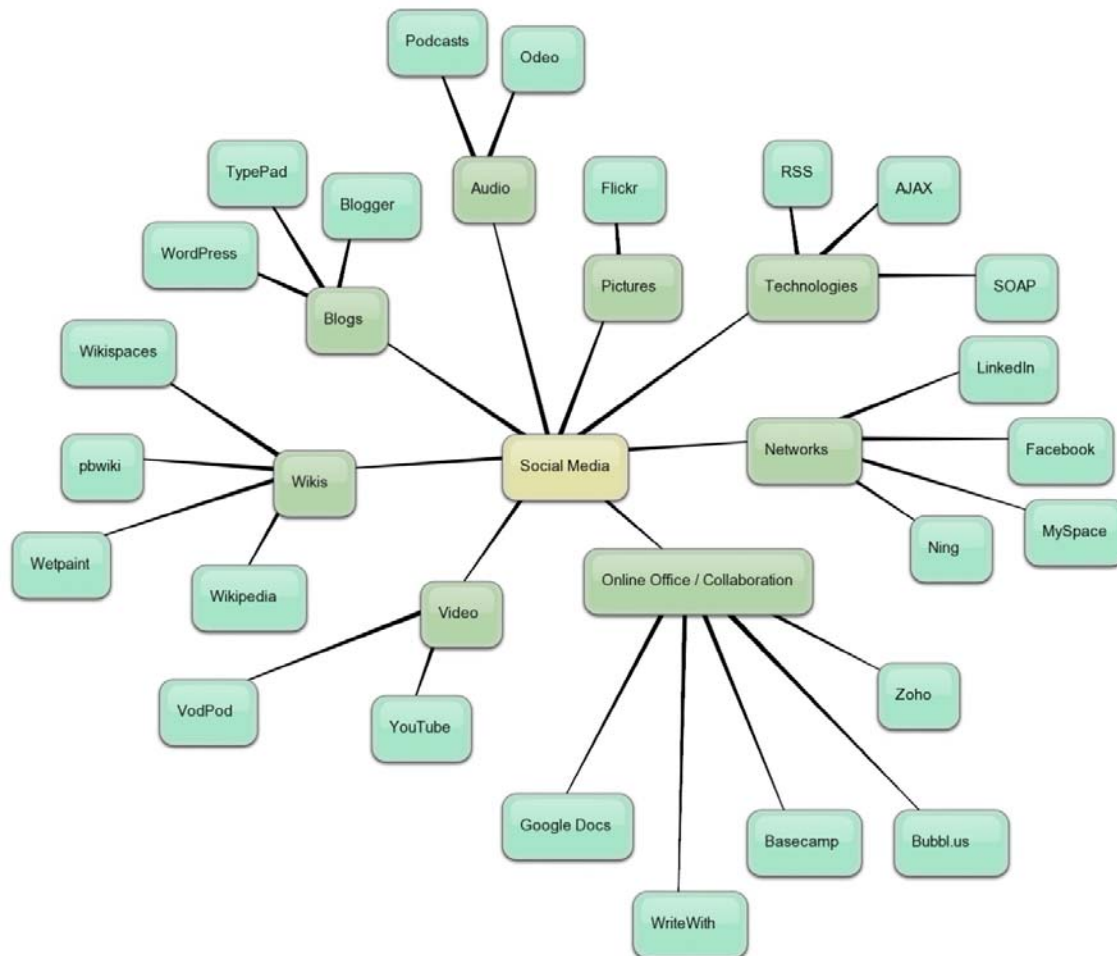 Podcasts
Odeo
TypePad
Audio
Flickr
RSS
AJAX
Blogger
WordPress
Blogs
Pictures
Technologies
SOAP
Wikispaces
LinkedIn
pbwiki
Wikis
Social Media
Networks
Facebook
Wetpaint
Ning
MySpace
Wikipedia
Video
Online Office / Collaboration
VodPod
YouTube
Zoho
Google Docs
Basecamp
Bubbl.us
WriteWith